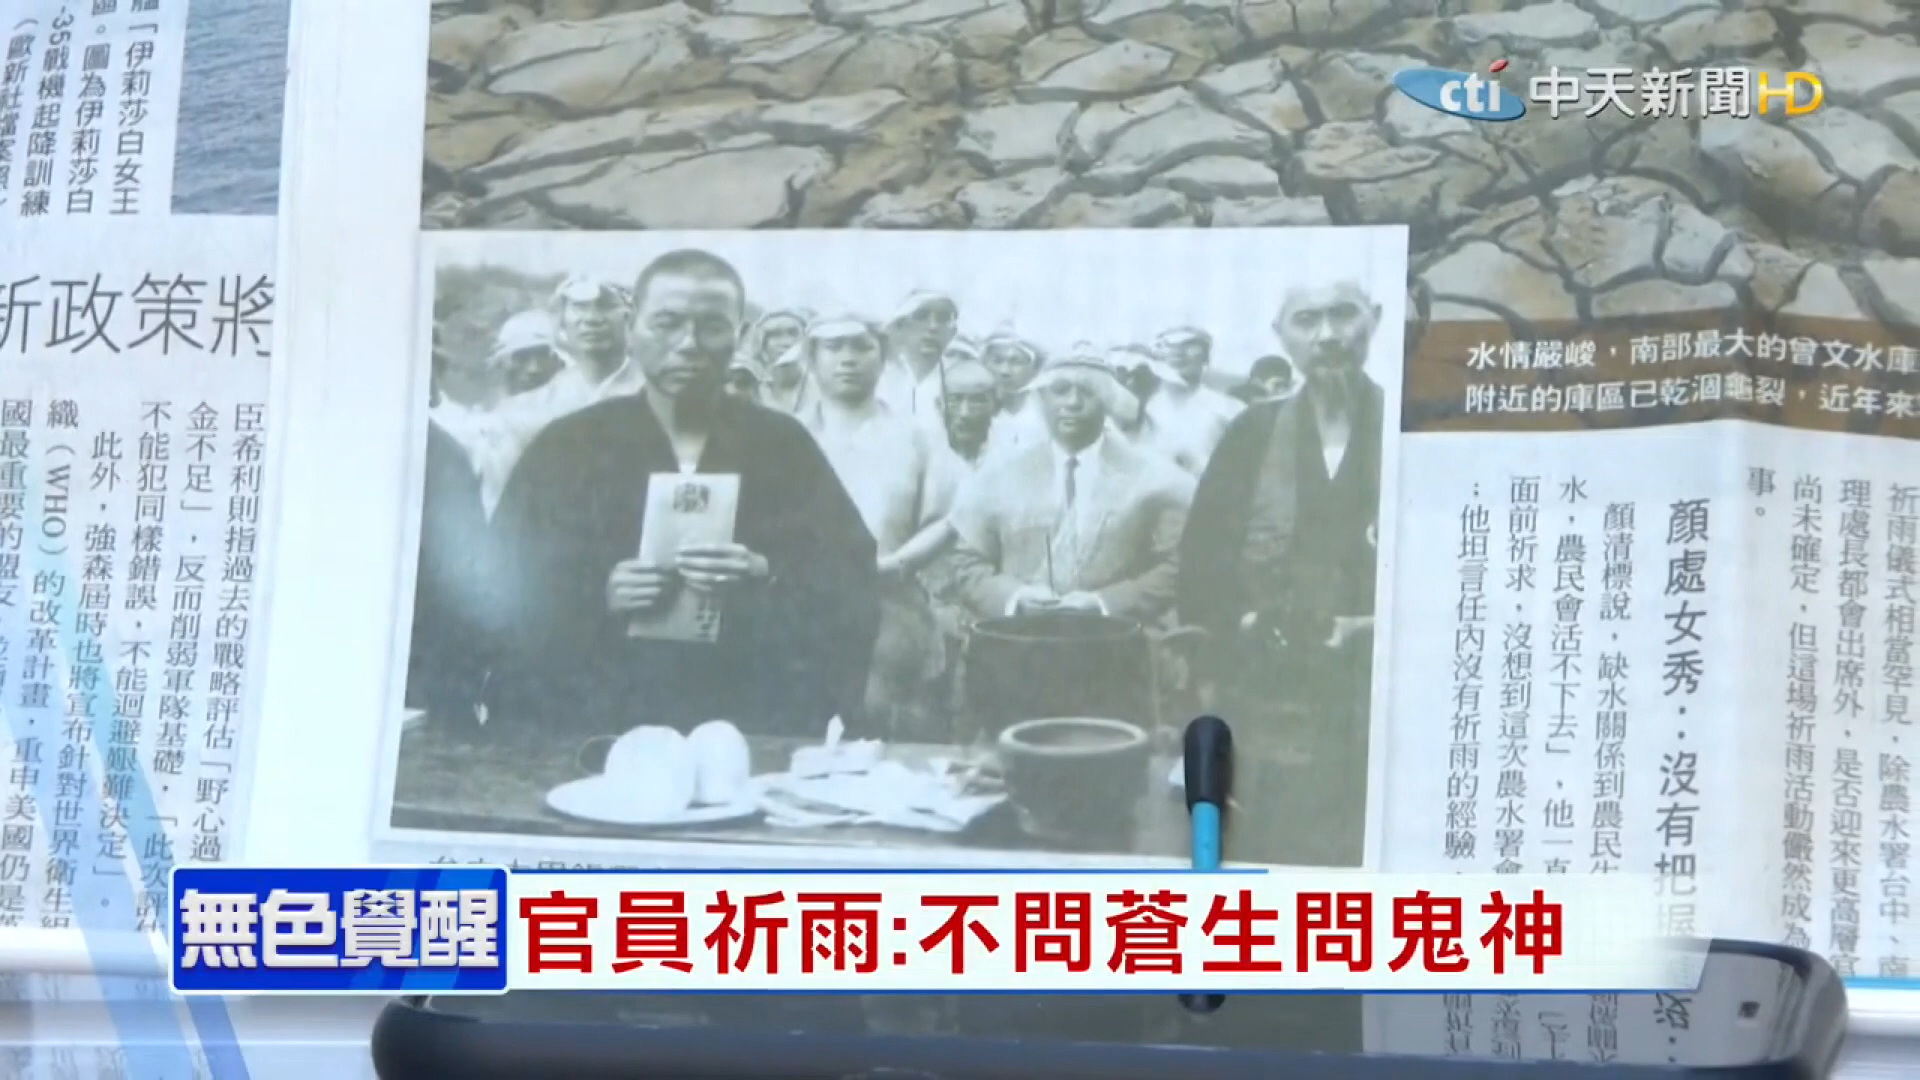 cti 中天新聞HD
「伊莉莎白女王
。圖為伊莉莎白
-35戰機起降訓練
新政策將
臣希利則指過去的戰略評估「野心過
金不足」，反而削弱軍隊基礎，「此次評估
不能犯同樣錯誤，不能迴避艱難決定」。
此外，強森屆時也將宣布針對世界衛生組
織（WHO）的改革計畫，重申美國仍是英
國最重要的盟友
水情嚴峻，南部最大的曾文水庫
附近的庫區已乾涸龜裂，近年來
祈雨儀式相當罕見，除農水署台中、南
理處長都會出席外，是否迎來更高層官
尚未確定，但這場祈雨活動儼然成為
事。
顏處女秀：沒有把握
顏清標說，缺水關係到農民生
水，農民會活不下去」，他一直
面前祈求，沒想到這次農水署會
；他坦言任內沒有祈雨的經驗，
無色覺醒
官員祈雨:不問蒼生問鬼神